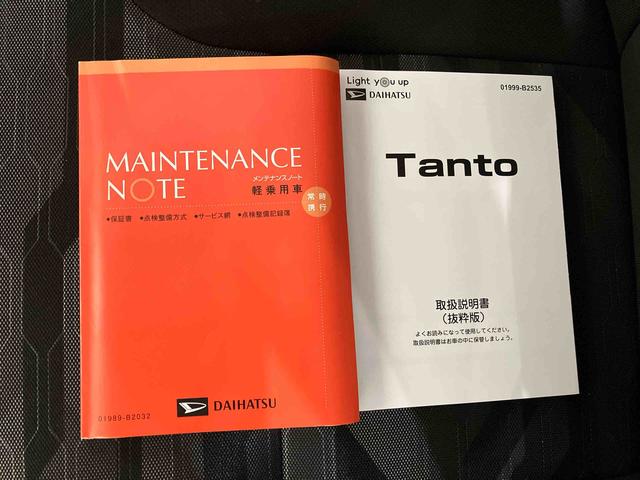 MAINTENANCE
NOTE
メンテナンスノート
軽乗用車
常時
携行
●保証書 ●点検整備方式 ●サービス網 ●点検整備記録簿
DAIHATSU
01989-B2032
Light you up
DAIHATSU
01999-B2535
Tanto
取扱説明書
（抜粋版）
よくお読みになって使用してください。
取扱説明書はお車の中に保管しましょう。